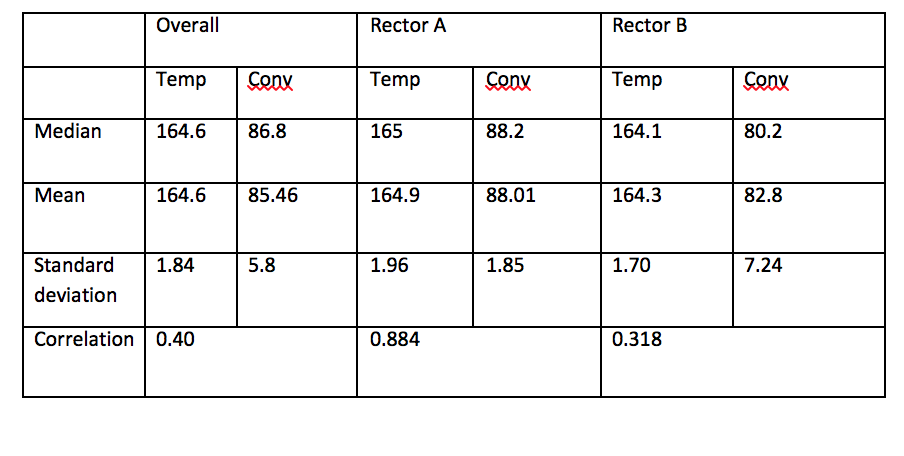 Overall Rector A Rector B
Temp Conv Temp Conv Temp Conv
Median 164.6 86.8 165 88.2 164.1 80.2
Mean 164.6 85.46 164.9 88.01 164.3 82.8
Standard 1.84 5.8 1.96 1.85 1.70 7.24
deviation
Correlation 0.40 0.884 0.318